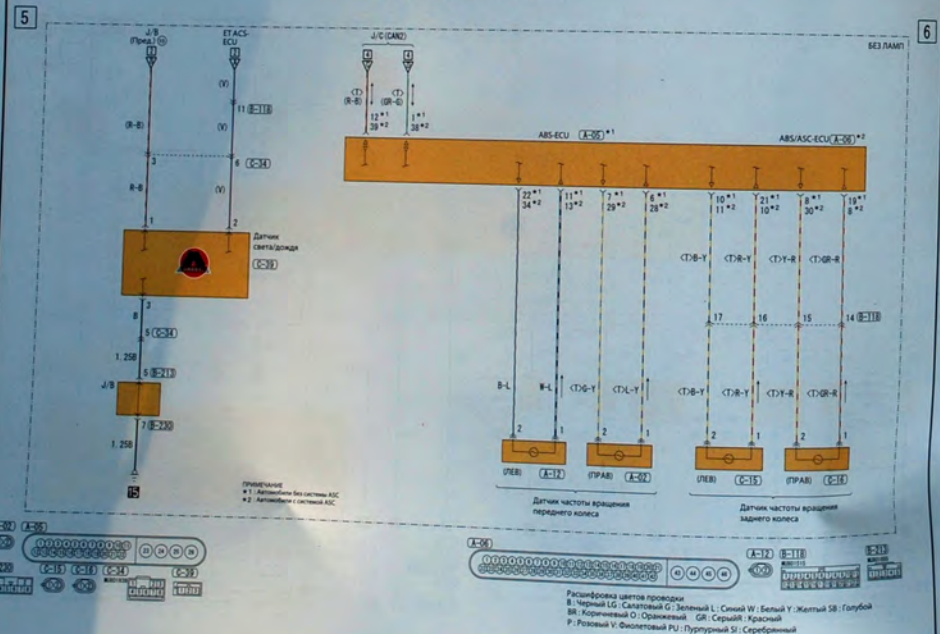 5
6
J/B
(Пред.) 10
ETACS-
ECU
J/C (CAN2)
БЕЗ ЛАМП
2
3
4
4
(V)
<T>
(R-B)
<T>
(GR-G)
11 B-118
12*1
39*2
1*1
38*2
(R-B)
(V)
ABS-ECU A-05 *1
ABS/ASC-ECU A-06 *2
3
6 C-34
R-B
(V)
22*1
34*2
11*1
13*2
7*1
29*2
6*1
28*2
10*1
11*2
21*1
10*2
8*1
30*2
19*1
8*2
1
2
Датчик
света/дождя
C-39
<T>B-Y
<T>R-Y
<T>Y-R
<T>GR-R
3
B
5 C-34
17
16
15
14 B-118
1.25B
5 B-213
J/B
B-L
W-L
<T>G-Y
<T>L-Y
<T>B-Y
<T>R-Y
<T>Y-R
<T>GR-R
7 B-230
1.25B
2
1
2
1
2
1
2
1
(ЛЕВ) A-12
(ПРАВ) A-02
(ЛЕВ) C-15
(ПРАВ) C-16
15
ПРИМЕЧАНИЕ
*1 : Автомобили без системы ASC
*2 : Автомобили с системой ASC
Датчик частоты вращения
переднего колеса
Датчик частоты вращения
заднего колеса
A-05
A-06
A-12
B-118
B-213
C-15
C-16
C-34
C-39
Расшифровка цветов проводки
B : Черный LG : Салатовый G : Зеленый L : Синий W : Белый Y : Желтый SB : Голубой
BR : Коричневый O : Оранжевый GR : СерыйR : Красный
P : Розовый V: Фиолетовый PU : Пурпурный SI : Серебрянный